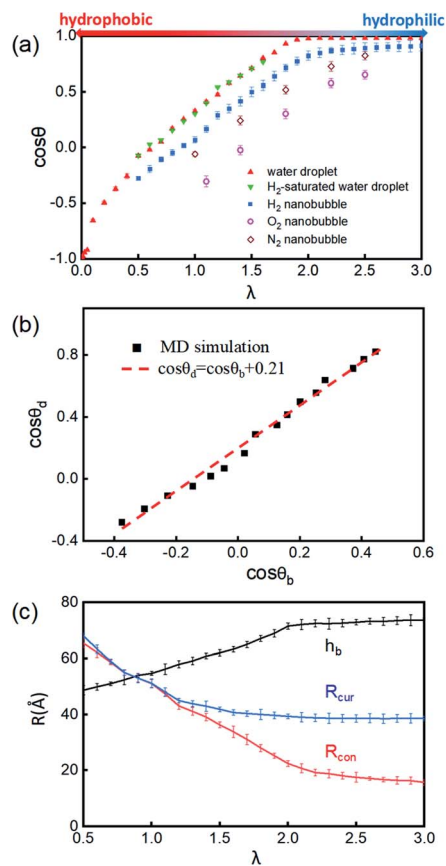 hydrophobic hydrophilic
(a)
1.0
0.5
0.0
-0.5
-1.0
cosθ
water droplet
H2-saturated water droplet
H2 nanobubble
O2 nanobubble
N2 nanobubble
0.0 0.5 1.0 1.5 2.0 2.5 3.0
λ
(b)
0.8
0.4
0.0
-0.4
cosθd
MD simulation
cosθd=cosθb+0.21
-0.4 -0.2 0.0 0.2 0.4 0.6
cosθb
(c)
80
60
40
20
0
R(Å)
hb
Rcur
Rcon
0.5 1.0 1.5 2.0 2.5 3.0
λ